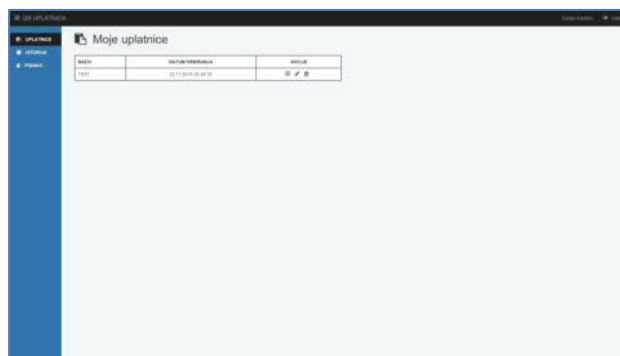 QR UPLATNICA
UPLATNICE
ISTORIJA
PODACI
Moje uplatnice
NAZIV DATUM KREIRANJA AKCIJE
TEST